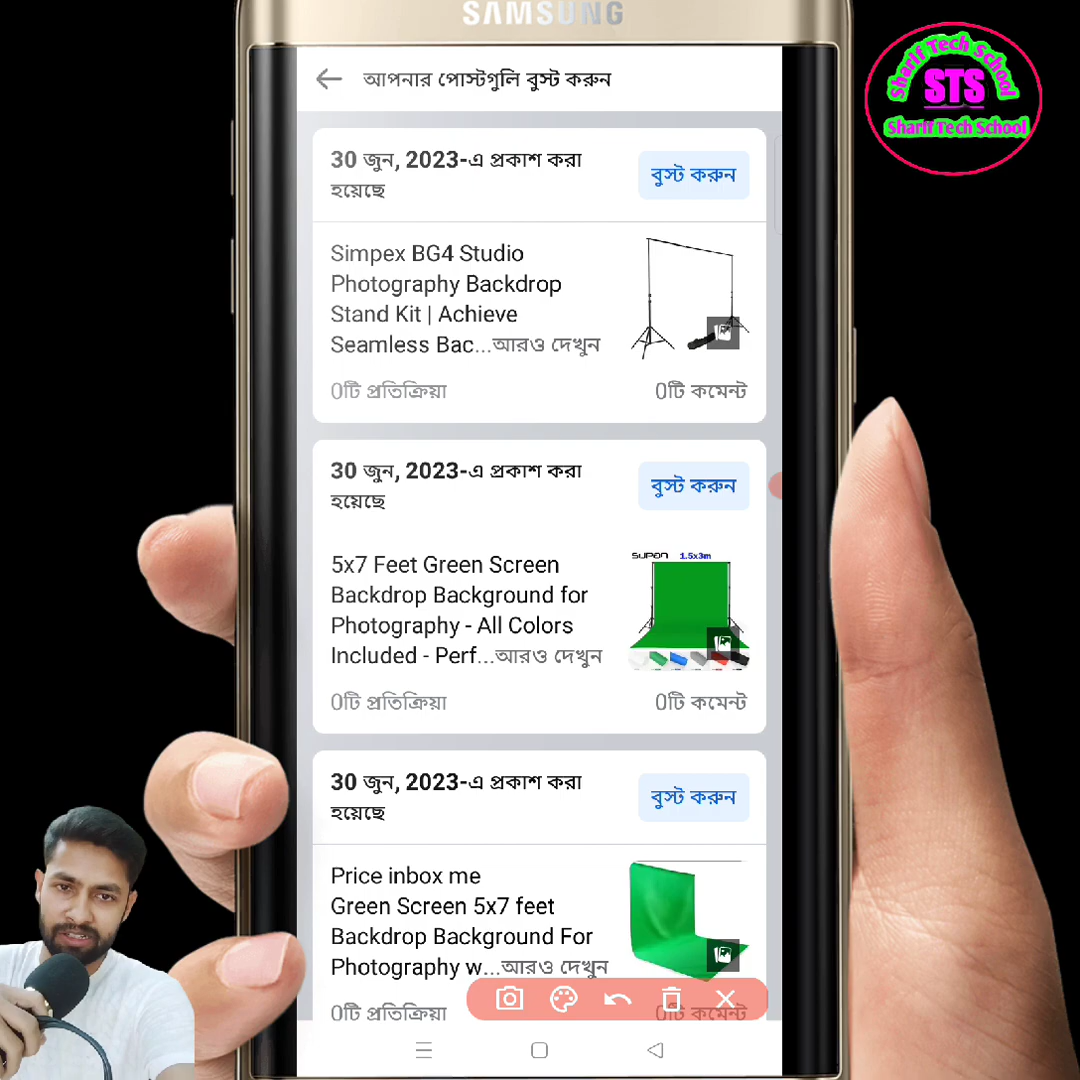 SAMSUNG
আপনার পোস্টগুলি বুস্ট করুন
30 জুন, 2023-এ প্রকাশ করা
হয়েছে
বুস্ট করুন
Simpex BG4 Studio
Photography Backdrop
Stand Kit | Achieve
Seamless Bac...আরও দেখুন
0টি প্রতিক্রিয়া
0টি কমেন্ট
30 জুন, 2023-এ প্রকাশ করা
হয়েছে
বুস্ট করুন
5x7 Feet Green Screen
Backdrop Background for
Photography - All Colors
Included - Perf...আরও দেখুন
SUPON 1.5x3m
0টি প্রতিক্রিয়া
0টি কমেন্ট
30 জুন, 2023-এ প্রকাশ করা
হয়েছে
বুস্ট করুন
Price inbox me
Green Screen 5x7 feet
Backdrop Background For
Photography w...আরও দেখুন
0টি প্রতিক্রিয়া
0টি কমেন্ট
Sharif Tech School
STS
Sharif Tech School